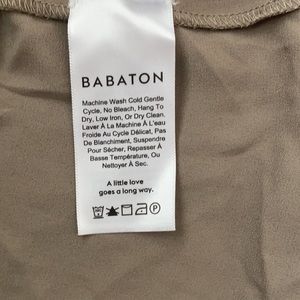 BABATON
Machine Wash Cold Gentle
Cycle, No Bleach, Hang To
Dry, Low Iron, Or Dry Clean.
Laver À La Machine À L'eau
Froide Au Cycle Délicat, Pas
De Blanchiment, Suspendre
Pour Sécher, Repasser À
Basse Température, Ou
Nettoyer À Sec.
A little love
goes a long way.
P